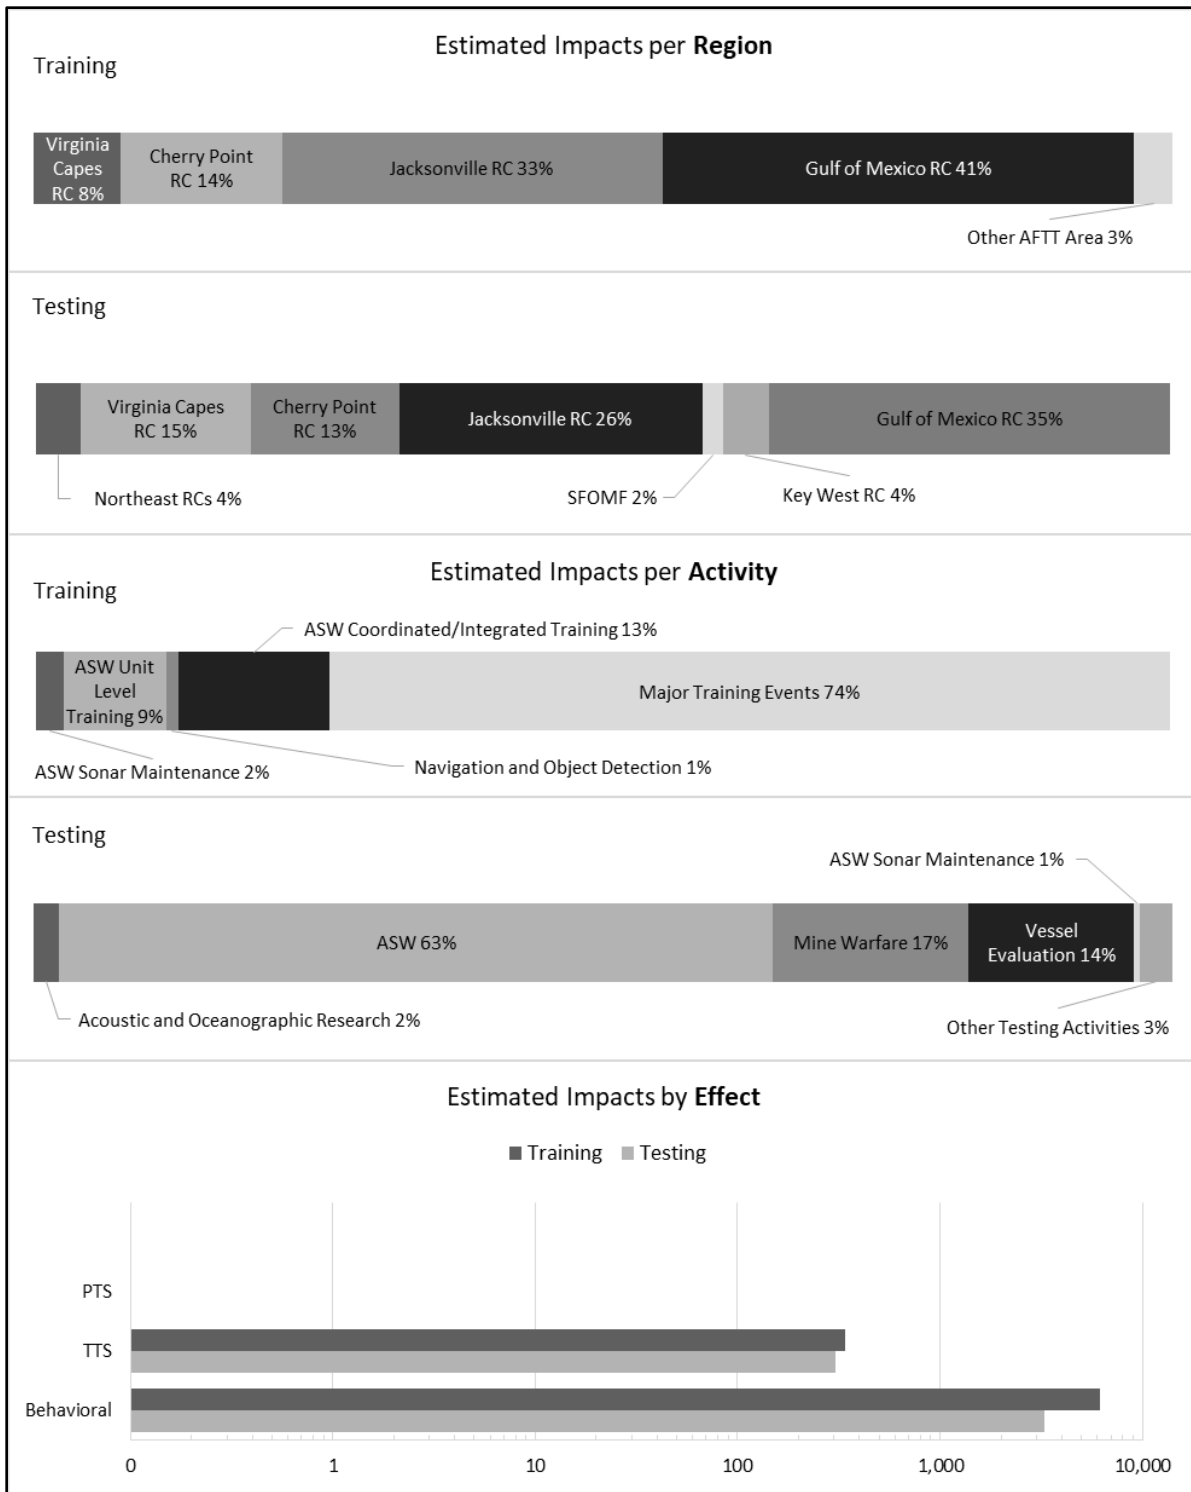 Estimated Impacts per Region
Training
Virginia
Capes
RC 8%
Cherry Point
RC 14%
Jacksonville RC 33%
Gulf of Mexico RC 41%
Other AFTT Area 3%
Testing
Virginia Capes
RC 15%
Cherry Point
RC 13%
Jacksonville RC 26%
Gulf of Mexico RC 35%
Northeast RCs 4%
SFOMF 2%
Key West RC 4%
Estimated Impacts per Activity
Training
ASW Coordinated/Integrated Training 13%
ASW Unit
Level
Training 9%
Major Training Events 74%
ASW Sonar Maintenance 2%
Navigation and Object Detection 1%
Testing
ASW Sonar Maintenance 1%
ASW 63%
Mine Warfare 17%
Vessel
Evaluation 14%
Acoustic and Oceanographic Research 2%
Other Testing Activities 3%
Estimated Impacts by Effect
Training Testing
PTS
TTS
Behavioral
0 1 10 100 1,000 10,000